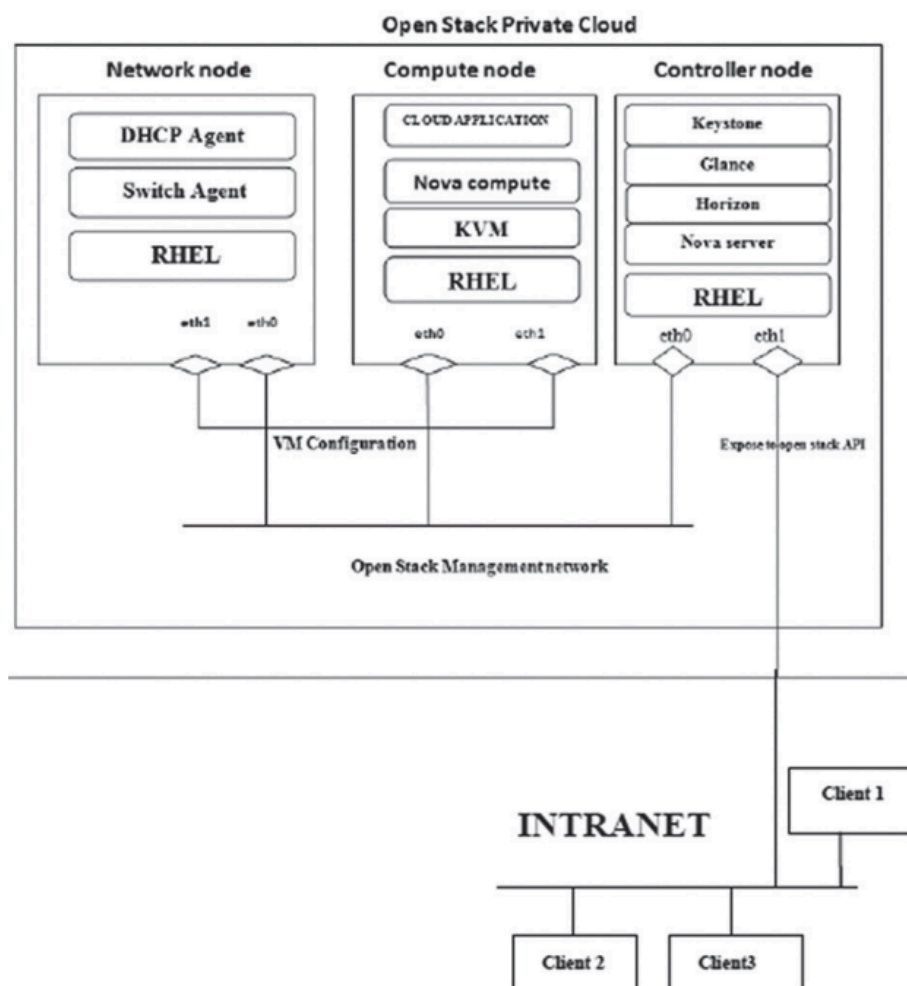 Open Stack Private Cloud
Network node
Compute node
Controller node
DHCP Agent
Switch Agent
RHEL
eth1
eth0
CLOUD APPLICATION
Nova compute
KVM
RHEL
eth0
eth1
Keystone
Glance
Horizon
Nova server
RHEL
eth0
eth1
VM Configuration
Expose to open stack API
Open Stack Management network
INTRANET
Client 1
Client 2
Client3